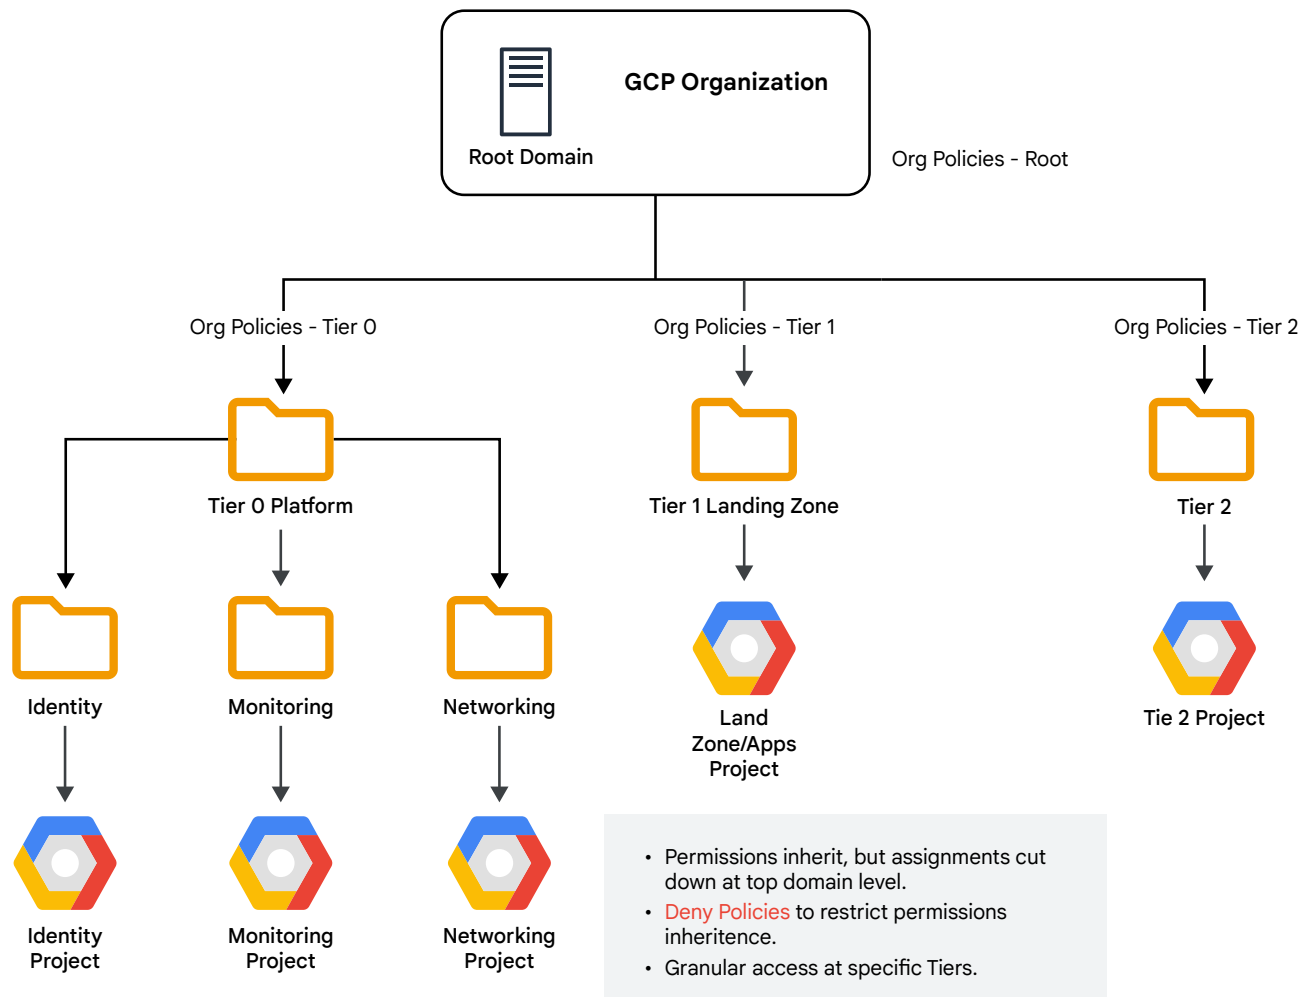 GCP Organization
Root Domain
Org Policies - Root
Org Policies - Tier 0
Org Policies - Tier 1
Org Policies - Tier 2
Tier 0 Platform
Tier 1 Landing Zone
Tier 2
Identity
Monitoring
Networking
Land
Zone/Apps
Project
Tie 2 Project
Identity
Project
Monitoring
Project
Networking
Project
• Permissions inherit, but assignments cut
down at top domain level.
• Deny Policies to restrict permissions
inheritence.
• Granular access at specific Tiers.